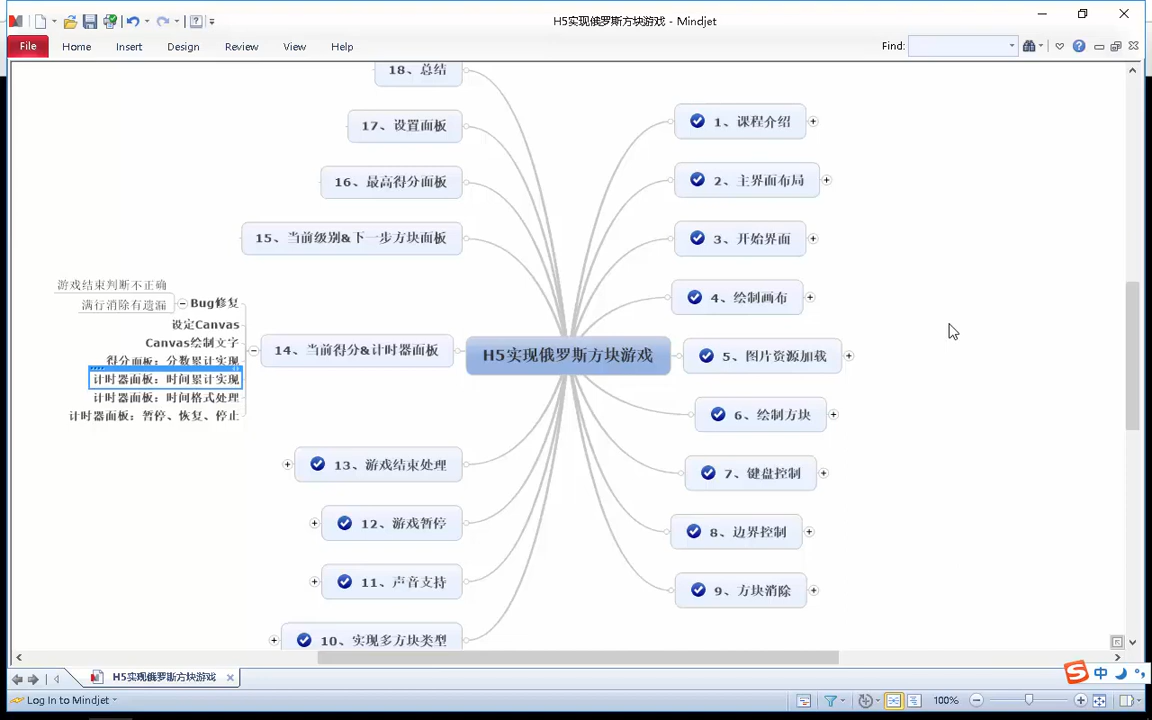 H5实现俄罗斯方块游戏 - Mindjet
File Home Insert Design Review View Help
Find:
18、总结
17、设置面板
16、最高得分面板
15、当前级别&下一步方块面板
游戏结束判断不正确
满行消除有遗漏
Bug修复
设定Canvas
Canvas绘制文字
得分面板：分数累计实现
计时器面板：时间累计实现
计时器面板：时间格式处理
计时器面板：暂停、恢复、停止
14、当前得分&计时器面板
H5实现俄罗斯方块游戏
13、游戏结束处理
12、游戏暂停
11、声音支持
10、实现多方块类型
1、课程介绍
2、主界面布局
3、开始界面
4、绘制画布
5、图片资源加载
6、绘制方块
7、键盘控制
8、边界控制
9、方块消除
H5实现俄罗斯方块游戏
中
Log In to Mindjet
100%